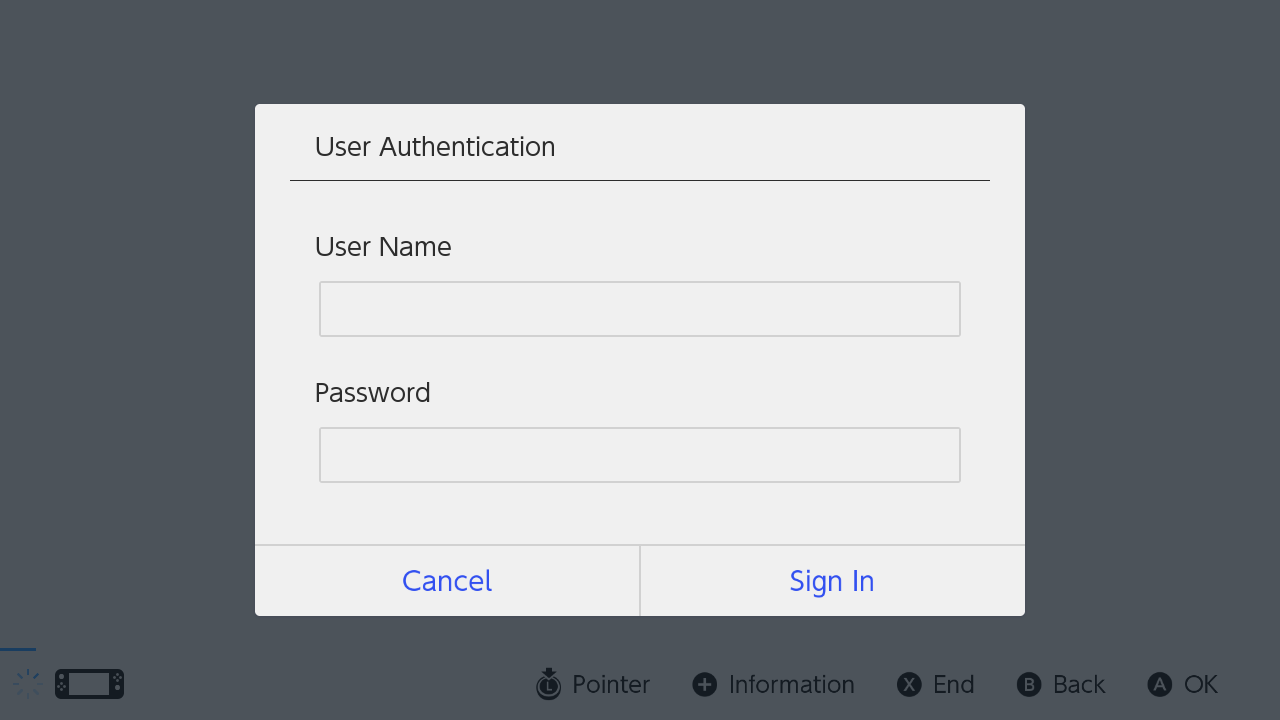 User Authentication
User Name
Password
Cancel Sign In
L Pointer + Information X End B Back A OK